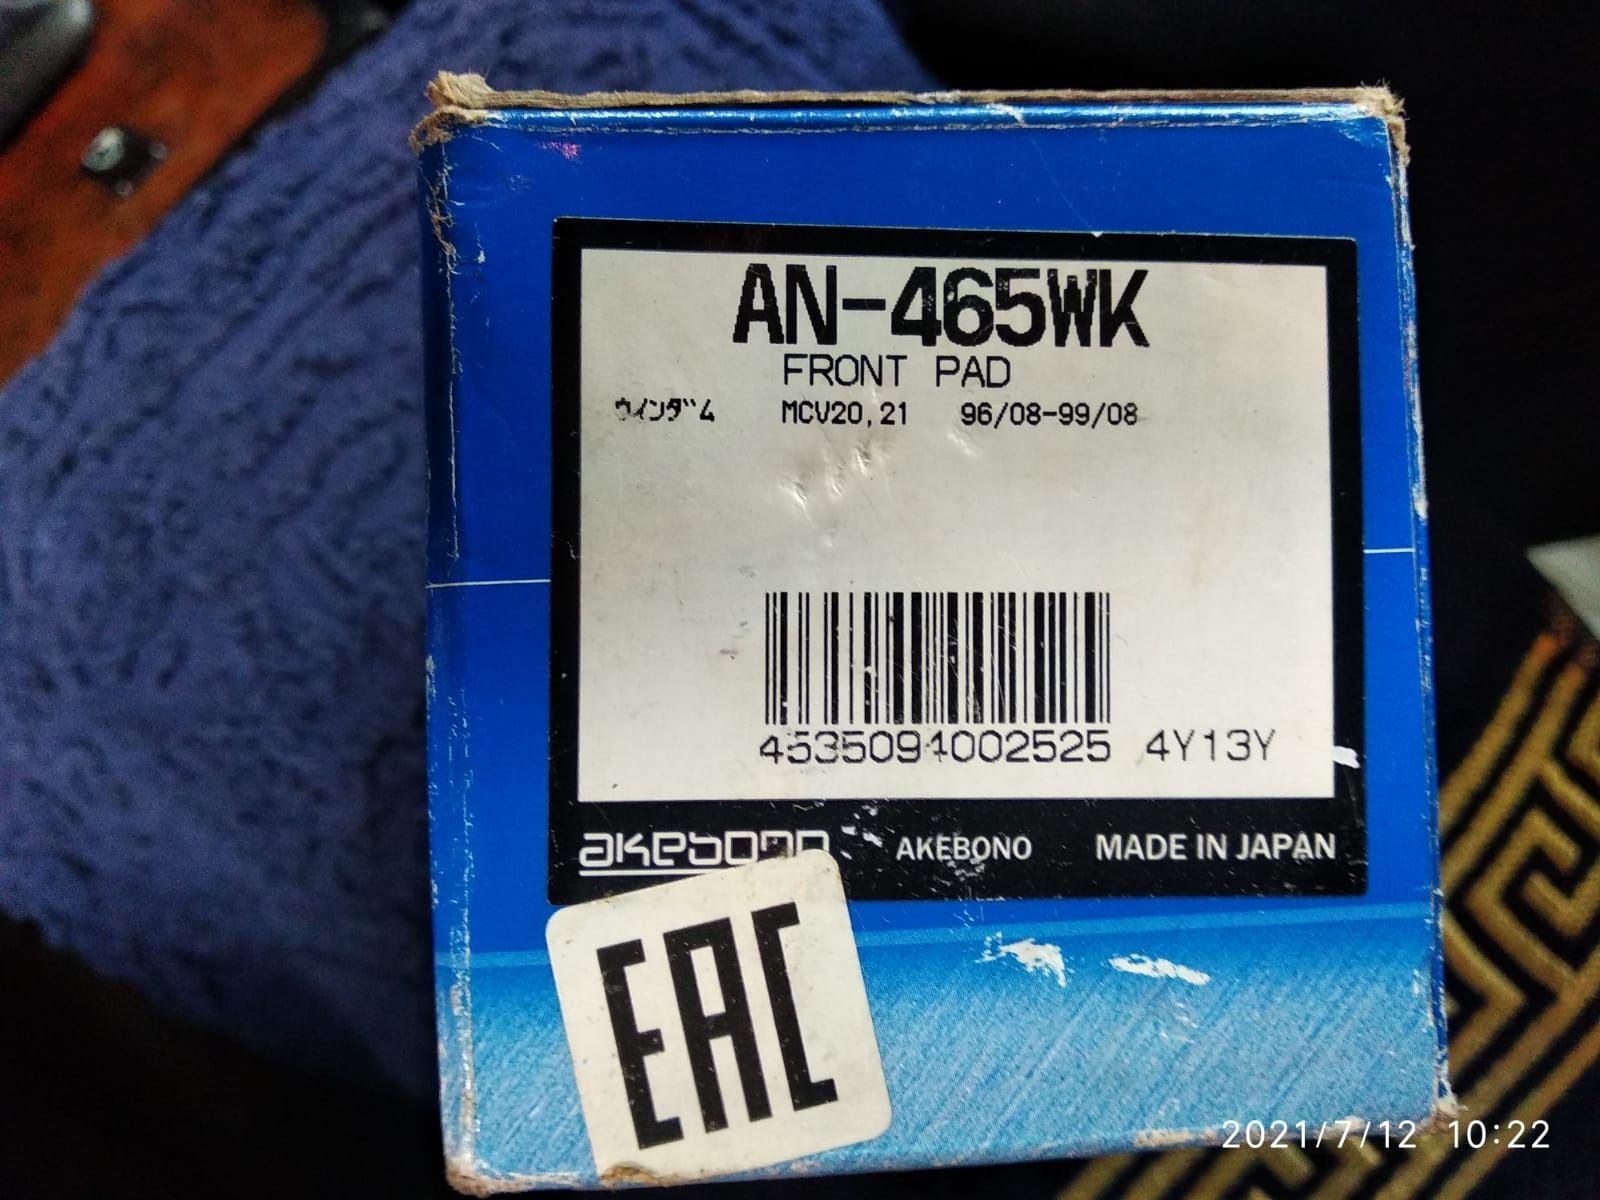 AN-465WK
FRONT PAD
ウインダム MCV20,21 96/08-99/08
4535091002525 4Y13Y
akebono AKEBONO MADE IN JAPAN
EAC
2021/7/12 10:22